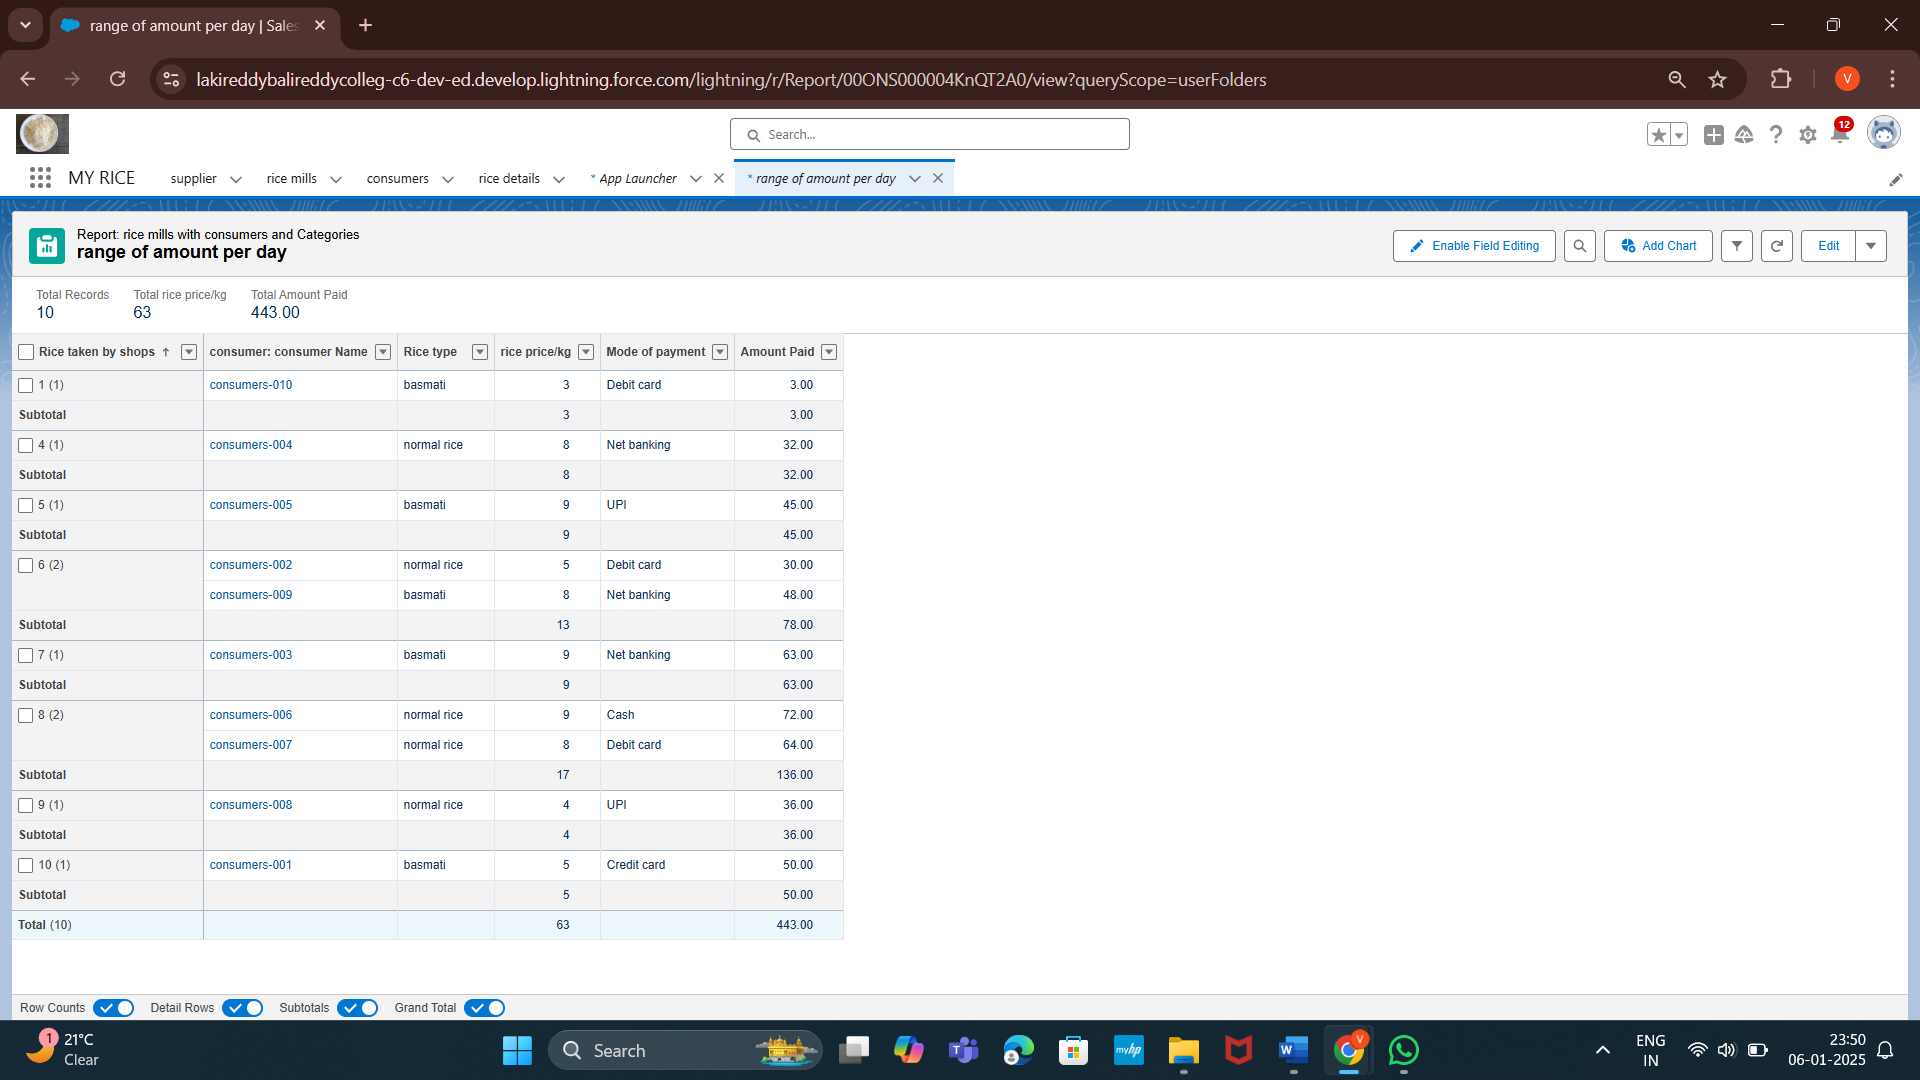 range of amount per day | Sales
lakireddybalireddycolleg-c6-dev-ed.develop.lightning.force.com/lightning/r/Report/00ONS000004KnQT2A0/view?queryScope=userFolders
V
Search...
12
MY RICE
supplier
rice mills
consumers
rice details
* App Launcher
* range of amount per day
Report: rice mills with consumers and Categories
range of amount per day
Enable Field Editing
Add Chart
Edit
Total Records Total rice price/kg Total Amount Paid
10 63 443.00
Rice taken by shops ↑ consumer: consumer Name Rice type rice price/kg Mode of payment Amount Paid
1 (1) consumers-010 basmati 3 Debit card 3.00
Subtotal 3 3.00
4 (1) consumers-004 normal rice 8 Net banking 32.00
Subtotal 8 32.00
5 (1) consumers-005 basmati 9 UPI 45.00
Subtotal 9 45.00
6 (2) consumers-002 normal rice 5 Debit card 30.00
consumers-009 basmati 8 Net banking 48.00
Subtotal 13 78.00
7 (1) consumers-003 basmati 9 Net banking 63.00
Subtotal 9 63.00
8 (2) consumers-006 normal rice 9 Cash 72.00
consumers-007 normal rice 8 Debit card 64.00
Subtotal 17 136.00
9 (1) consumers-008 normal rice 4 UPI 36.00
Subtotal 4 36.00
10 (1) consumers-001 basmati 5 Credit card 50.00
Subtotal 5 50.00
Total (10) 63 443.00
Row Counts Detail Rows Subtotals Grand Total
1
21°C
Clear
Search
myhp
W
V
ENG
IN
23:50
06-01-2025